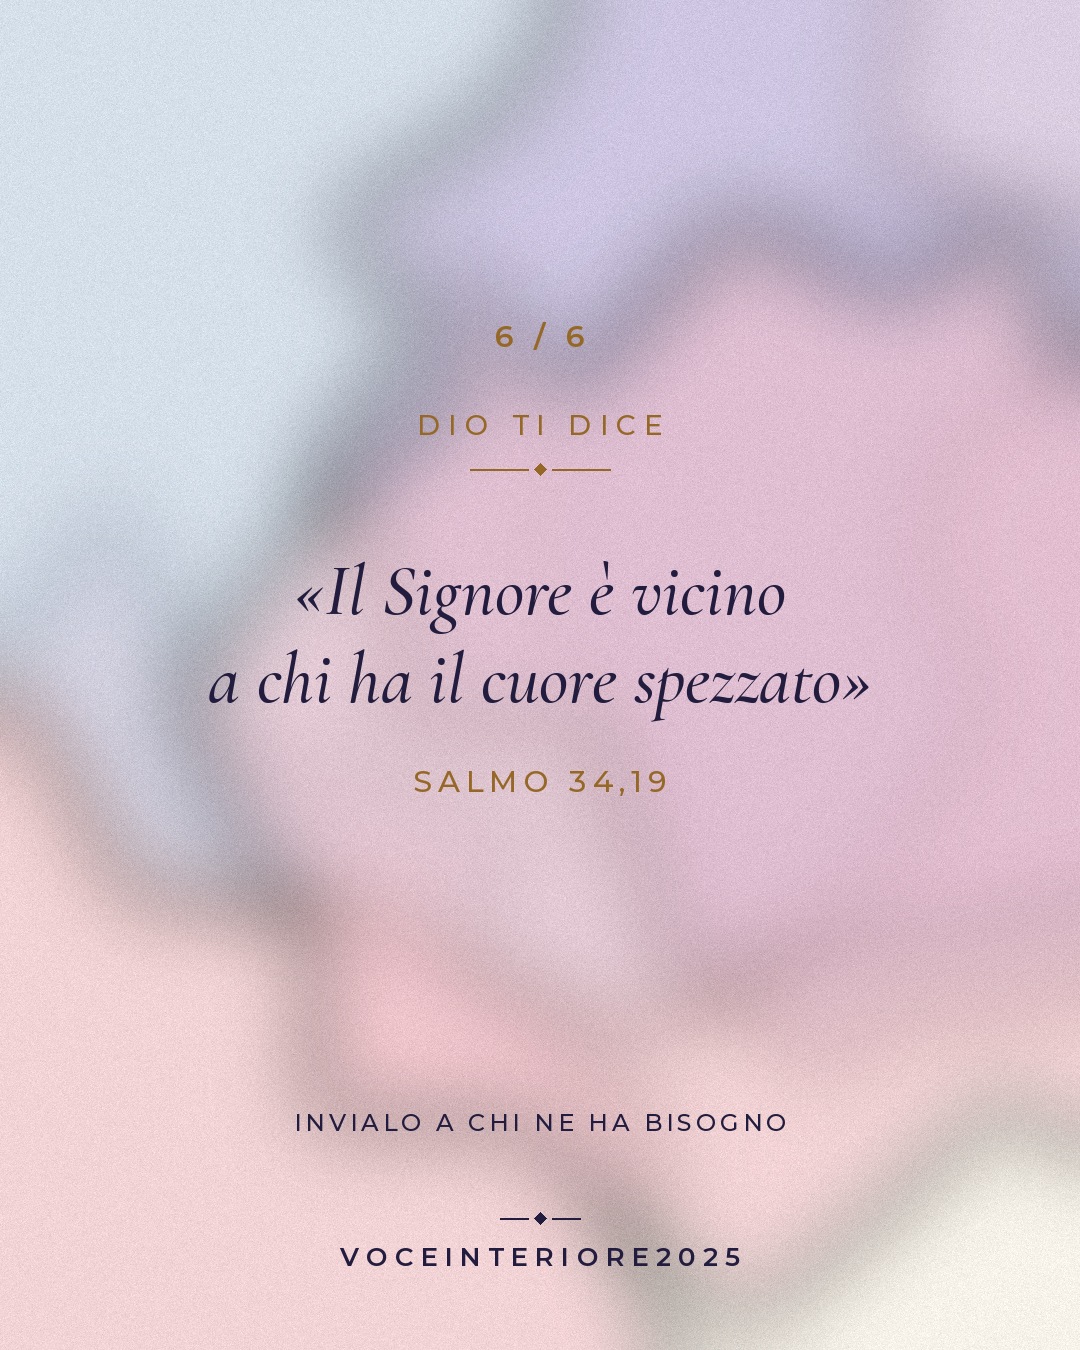 6 / 6
DIO TI DICE
«Il Signore è vicino
a chi ha il cuore spezzato»
SALMO 34,19
INVIALO A CHI NE HA BISOGNO
VOCEINTERIORE2025